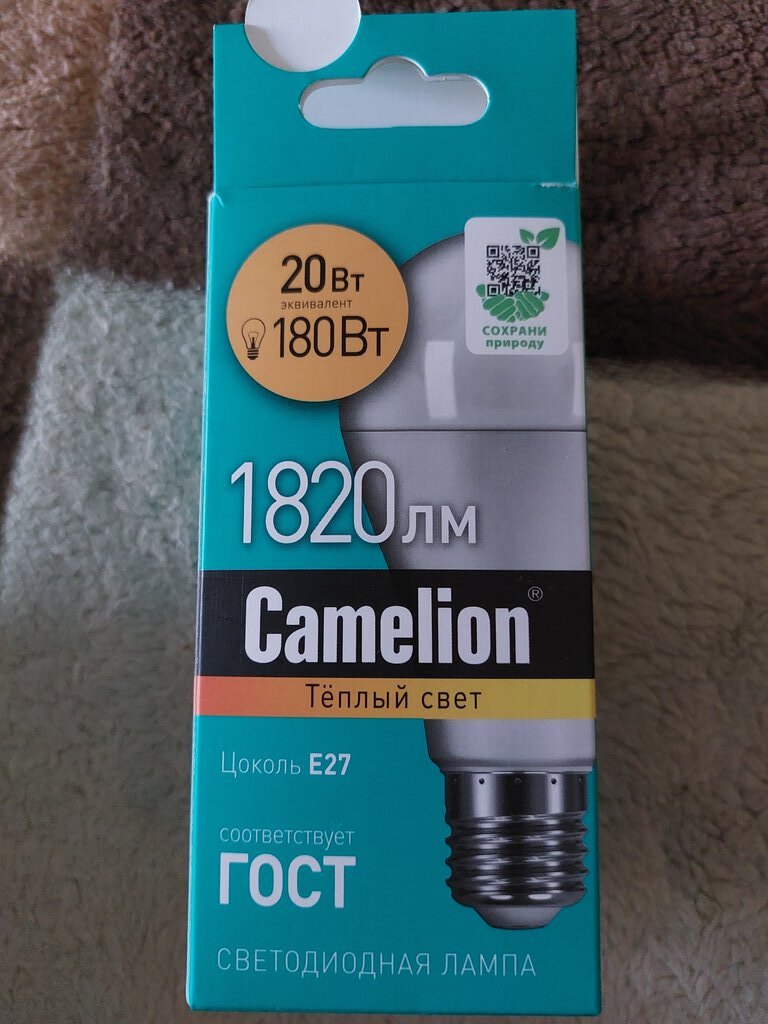 20Вт
эквивалент
180Вт
СОХРАНИ
природу
1820лм
Camelion®
Тёплый свет
Цоколь E27
соответствует
ГОСТ
СВЕТОДИОДНАЯ ЛАМПА